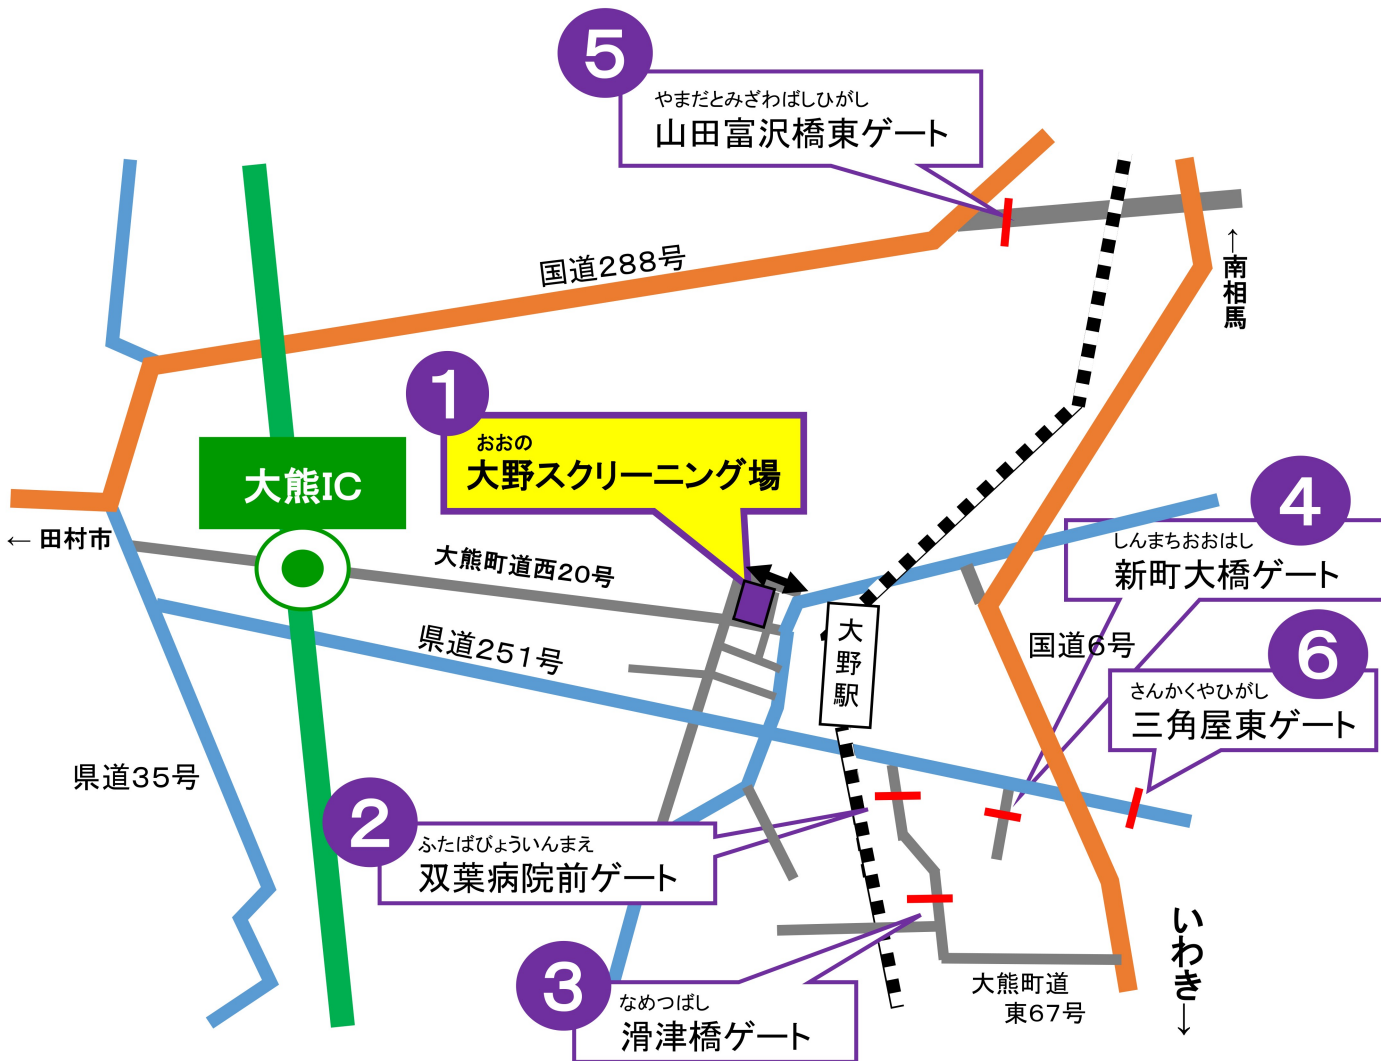 5
やまだとみざわばしひがし
山田富沢橋東ゲート
国道288号
↑南相馬
1
おおの
大野スクリーニング場
大熊IC
← 田村市
大熊町道西20号
4
しんまちおおはし
新町大橋ゲート
県道251号
大野駅
国道6号
6
さんかくやひがし
三角屋東ゲート
県道35号
2
ふたばびょういんまえ
双葉病院前ゲート
いわき→
3
なめつばし
滑津橋ゲート
大熊町道
東67号